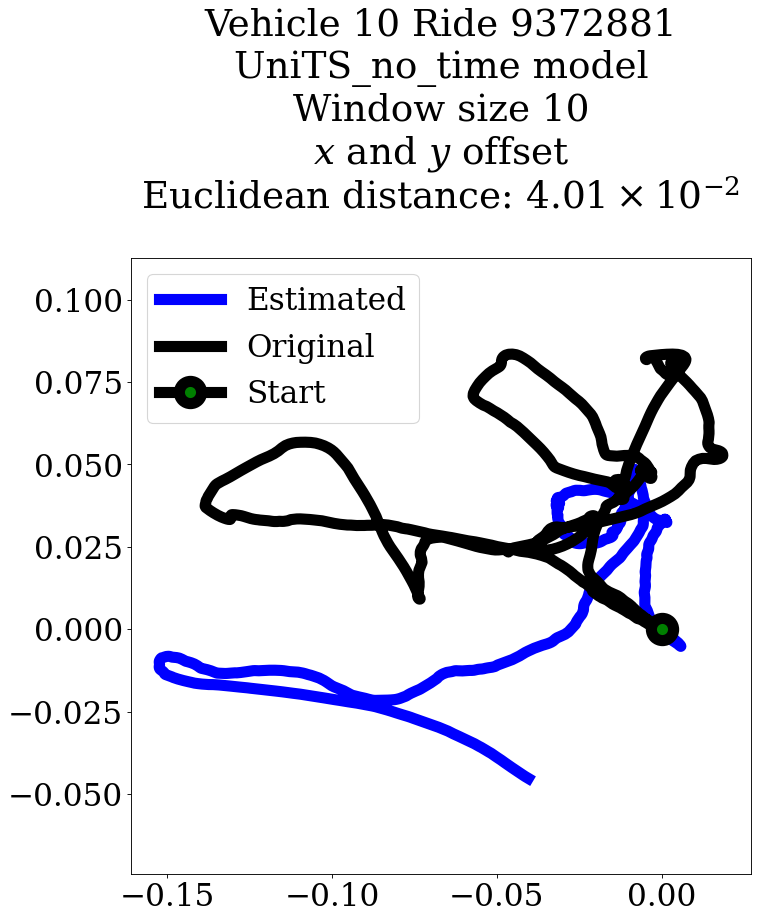 Vehicle 10 Ride 9372881
UniTS_no_time model
Window size 10
x and y offset
Euclidean distance: 4.01 × 10⁻²
Estimated
Original
Start
0.100
0.075
0.050
0.025
0.000
−0.025
−0.050
−0.15 −0.10 −0.05 0.00